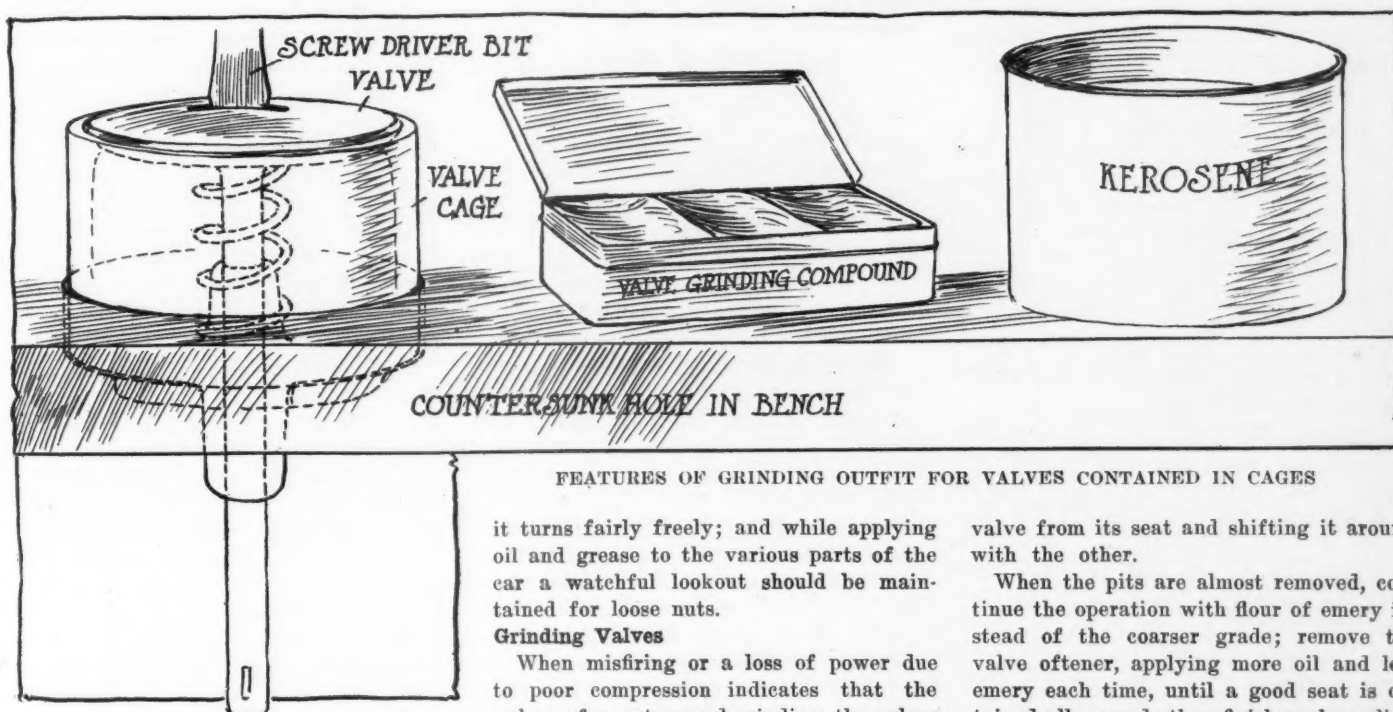 SCREW DRIVER BIT
VALVE
VALVE
CAGE
VALVE GRINDING COMPOUND
KEROSENE
COUNTERSUNK HOLE IN BENCH
FEATURES OF GRINDING OUTFIT FOR VALVES CONTAINED IN CAGES
it turns fairly freely; and while applying
oil and grease to the various parts of the
car a watchful lookout should be main-
tained for loose nuts.
Grinding Valves
When misfiring or a loss of power due
to poor compression indicates that the
valve from its seat and shifting it
with the other.
When the pits are almost removed,
tinue the operation with flour of emery
stead of the coarser grade; remove
valve oftener, applying more oil and
emery each time, until a good seat is